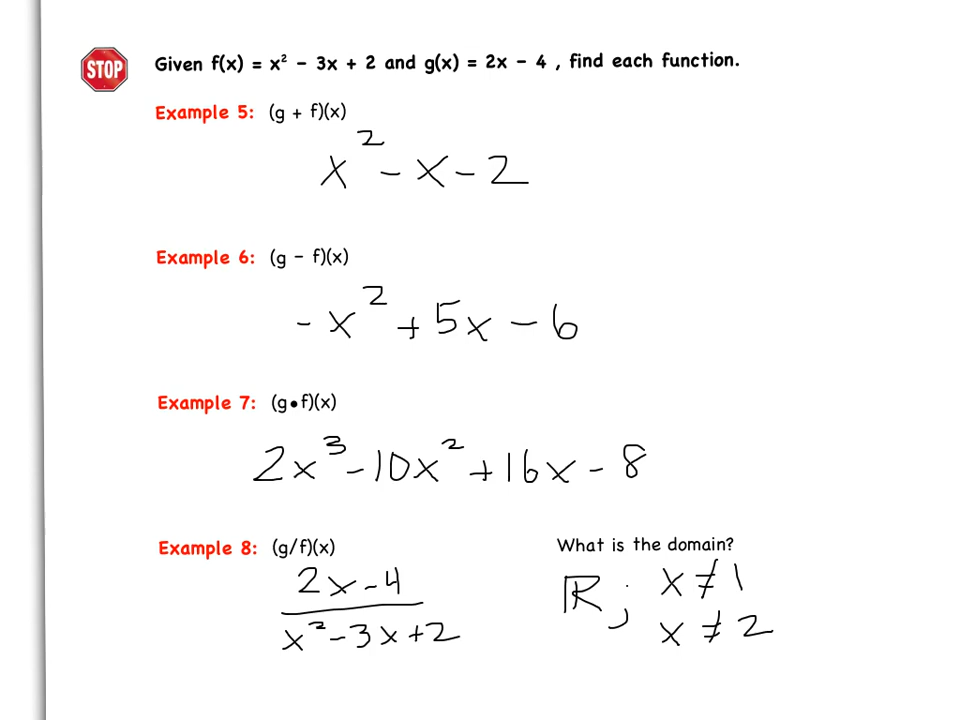 STOP
Given f(x) = x² - 3x + 2 and g(x) = 2x - 4 , find each function.
Example 5: (g + f)(x)
x² - x - 2
Example 6: (g - f)(x)
-x² + 5x - 6
Example 7: (g•f)(x)
2x³ - 10x² + 16x - 8
Example 8: (g/f)(x)
2x - 4
x² - 3x + 2
What is the domain?
ℝ; x ≠ 1
x ≠ 2